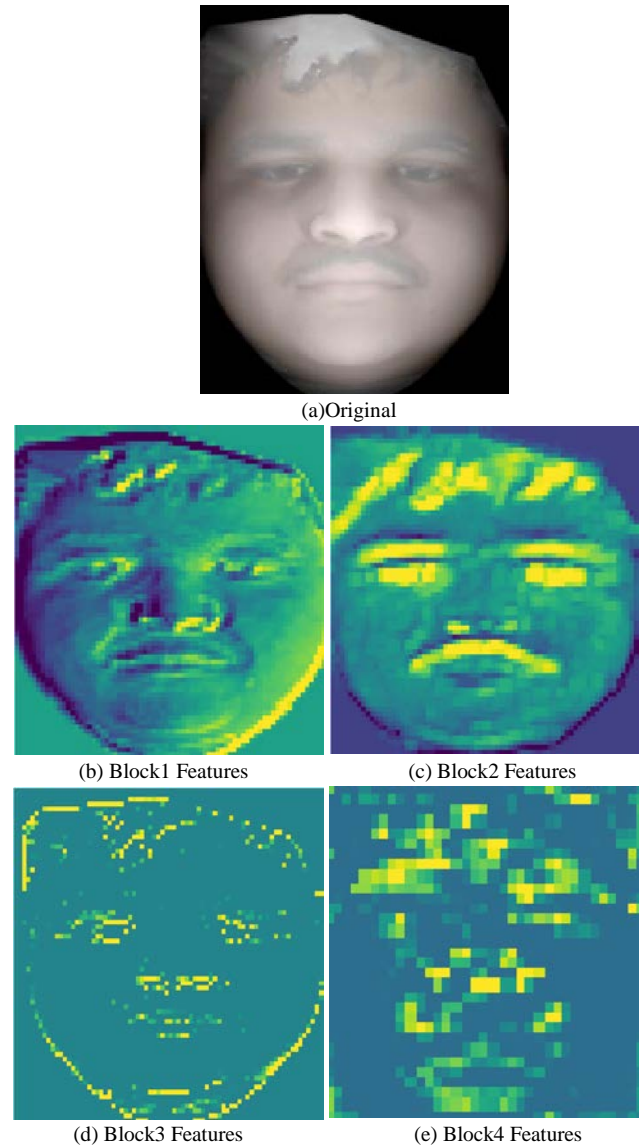 (a)Original
(b) Block1 Features
(c) Block2 Features
(d) Block3 Features
(e) Block4 Features